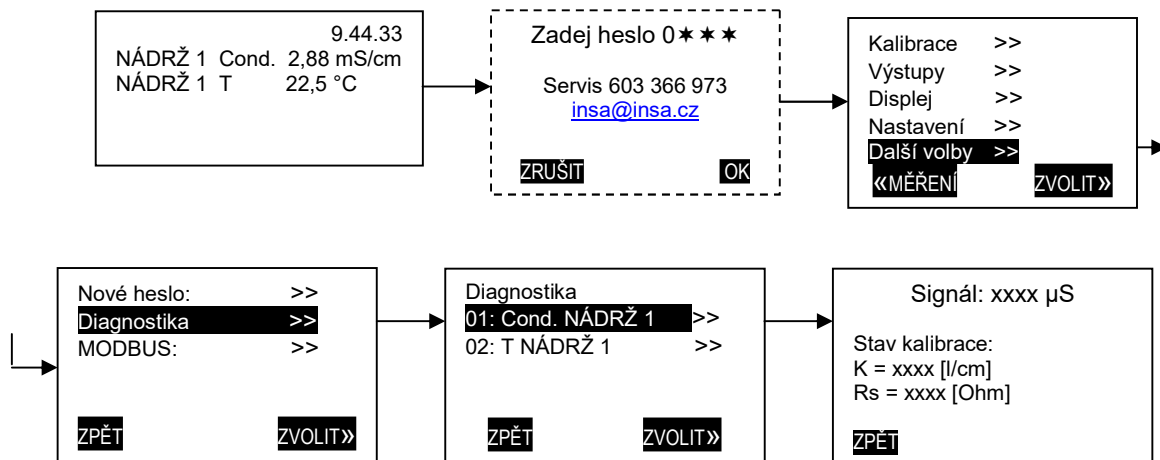 9.44.33
NÁDRŽ 1 Cond. 2,88 mS/cm
NÁDRŽ 1 T 22,5 °C
Zadej heslo 0✶✶✶
Servis 603 366 973
insa@insa.cz
ZRUŠIT OK
Kalibrace >>
Výstupy >>
Displej >>
Nastavení >>
Další volby >>
«MĚŘENÍ ZVOLIT»
Nové heslo: >>
Diagnostika >>
MODBUS: >>
ZPĚT ZVOLIT»
Diagnostika
01: Cond. NÁDRŽ 1 >>
02: T NÁDRŽ 1 >>
ZPĚT ZVOLIT»
Signál: xxxx µS
Stav kalibrace:
K = xxxx [l/cm]
Rs = xxxx [Ohm]
ZPĚT